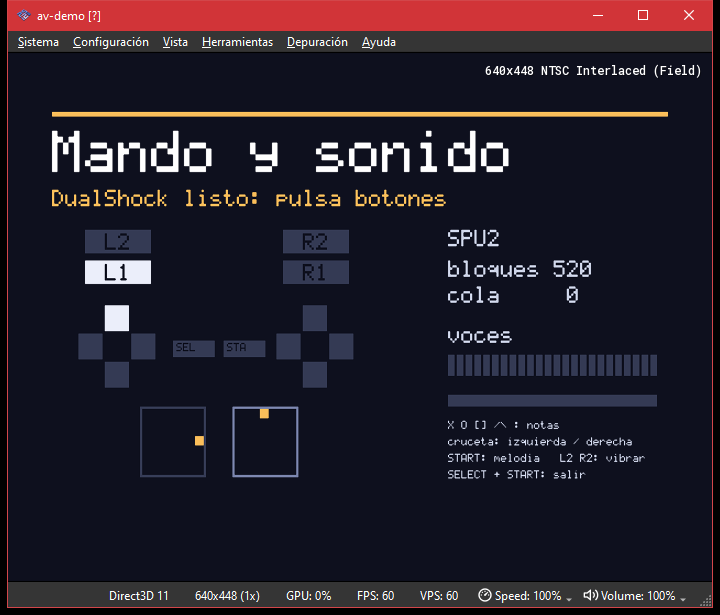 av-demo [?]
Sistema Configuración Vista Herramientas Depuración Ayuda
640x448 NTSC Interlaced (Field)
Mando y sonido
DualShock listo: pulsa botones
L2 R2
L1 R1
SEL STA
SPU2
bloques 520
cola 0
voces
X O [] /\ : notas
cruceta: izquierda / derecha
START: melodia L2 R2: vibrar
SELECT + START: salir
Direct3D 11 640x448 (1x) GPU: 0% FPS: 60 VPS: 60 Speed: 100% Volume: 100%